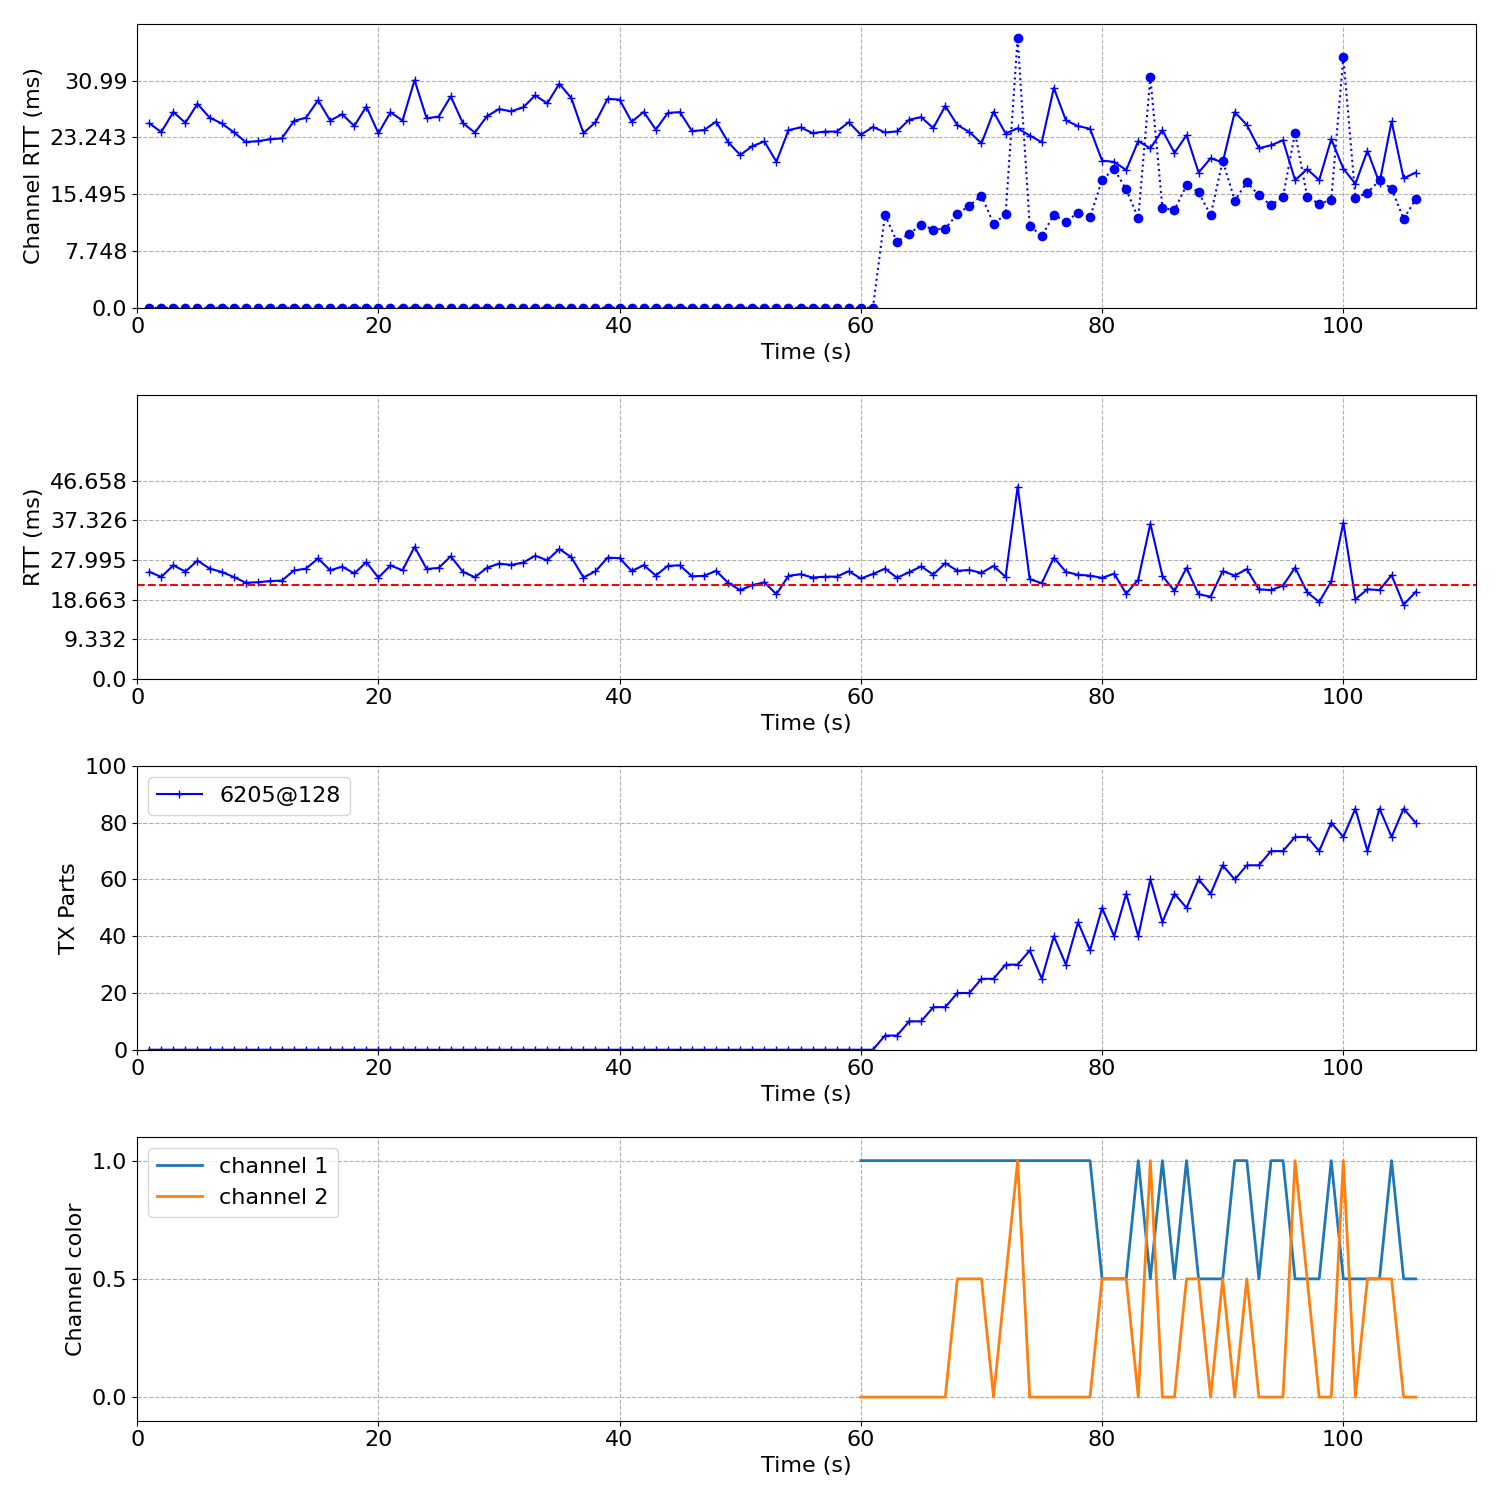 Channel RTT (ms)
30.99
23.243
15.495
7.748
0.0
0 20 40 60 80 100
Time (s)
RTT (ms)
46.658
37.326
27.995
18.663
9.332
0.0
0 20 40 60 80 100
Time (s)
TX Parts
100
80
60
40
20
0
6205@128
0 20 40 60 80 100
Time (s)
Channel color
1.0
0.5
0.0
channel 1
channel 2
0 20 40 60 80 100
Time (s)